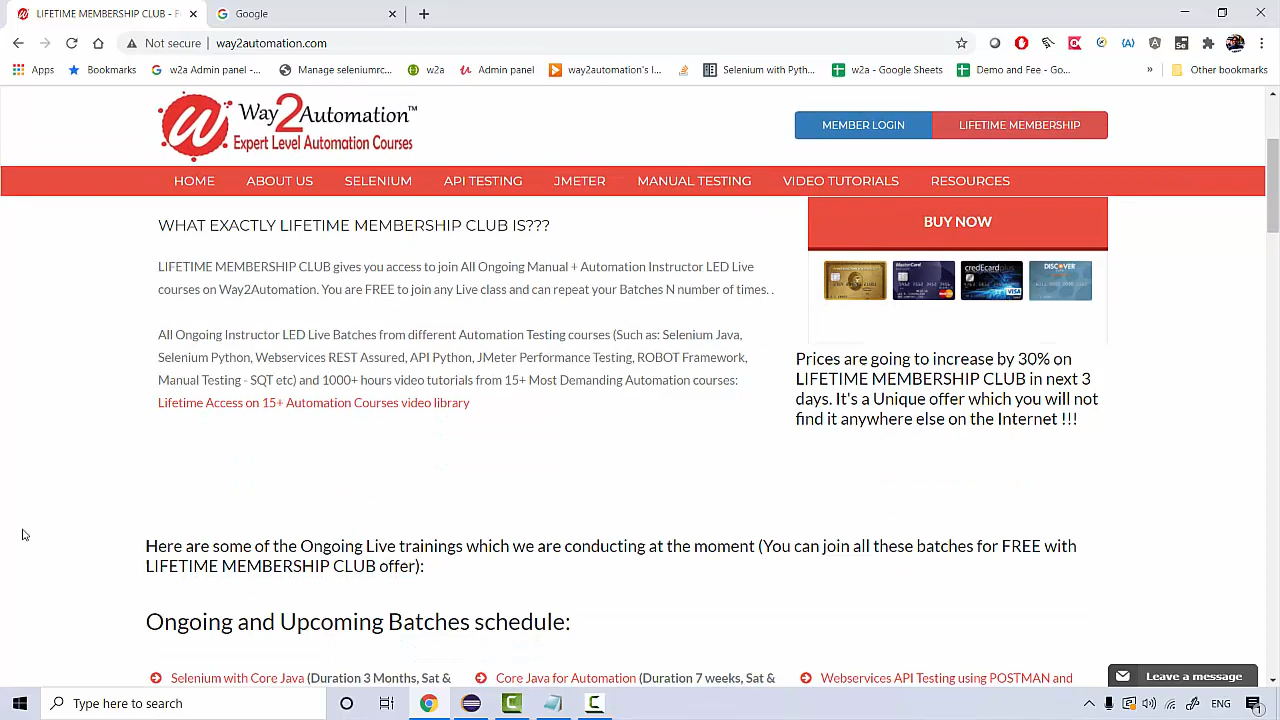 LIFETIME MEMBERSHIP CLUB - F
Google
Not secure
way2automation.com
Apps
Bookmarks
w2a Admin panel -...
Manage seleniumrc...
w2a
Admin panel
way2automation's I...
Selenium with Pyth...
w2a - Google Sheets
Demo and Fee - Go...
Other bookmarks
Way2Automation™
Expert Level Automation Courses
MEMBER LOGIN
LIFETIME MEMBERSHIP
HOME
ABOUT US
SELENIUM
API TESTING
JMETER
MANUAL TESTING
VIDEO TUTORIALS
RESOURCES
WHAT EXACTLY LIFETIME MEMBERSHIP CLUB IS???
LIFETIME MEMBERSHIP CLUB gives you access to join All Ongoing Manual + Automation Instructor LED Live
courses on Way2Automation. You are FREE to join any Live class and can repeat your Batches N number of times. .
All Ongoing Instructor LED Live Batches from different Automation Testing courses (Such as: Selenium Java,
Selenium Python, Webservices REST Assured, API Python, JMeter Performance Testing, ROBOT Framework,
Manual Testing - SQT etc) and 1000+ hours video tutorials from 15+ Most Demanding Automation courses:
Lifetime Access on 15+ Automation Courses video library
BUY NOW
Prices are going to increase by 30% on
LIFETIME MEMBERSHIP CLUB in next 3
days. It's a Unique offer which you will not
find it anywhere else on the Internet !!!
Here are some of the Ongoing Live trainings which we are conducting at the moment (You can join all these batches for FREE with
LIFETIME MEMBERSHIP CLUB offer):
Ongoing and Upcoming Batches schedule:
Selenium with Core Java (Duration 3 Months, Sat &
Core Java for Automation (Duration 7 weeks, Sat &
Webservices API Testing using POSTMAN and
Leave a message
Type here to search
ENG